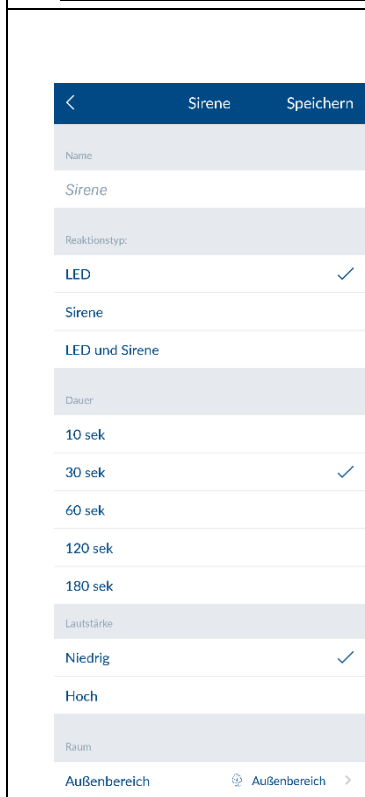 Sirene Speichern
Name
Sirene
Reaktionstyp:
LED
Sirene
LED und Sirene
Dauer
10 sek
30 sek
60 sek
120 sek
180 sek
Lautstärke
Niedrig
Hoch
Raum
Außenbereich Außenbereich